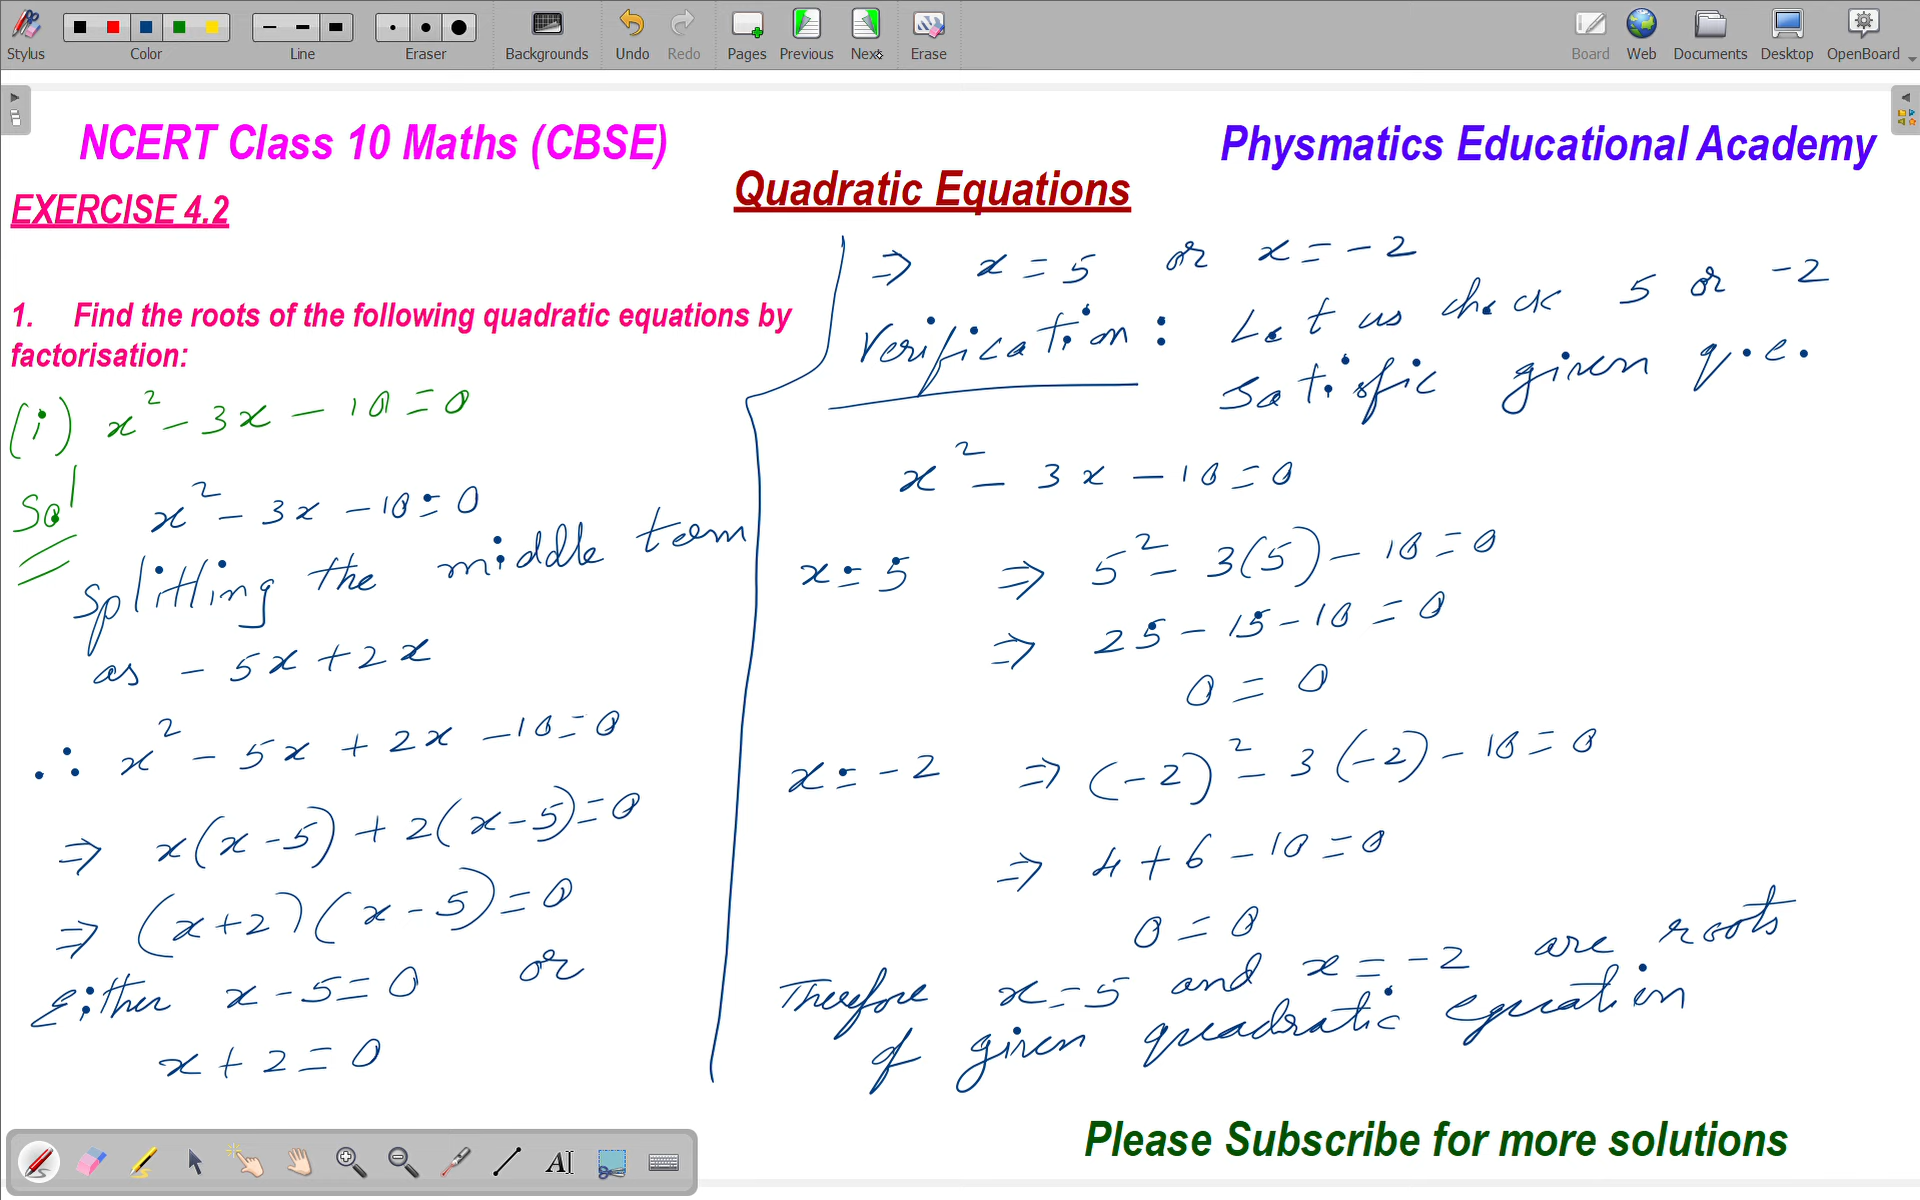 Stylus Color Line Eraser Backgrounds Undo Redo Pages Previous Next Erase Board Web Documents Desktop OpenBoard
NCERT Class 10 Maths (CBSE)
Physmatics Educational Academy
Quadratic Equations
EXERCISE 4.2
1. Find the roots of the following quadratic equations by
factorisation:
(i) x² - 3x - 10 = 0
Sol
x² - 3x - 10 = 0
Splitting the middle term
as - 5x + 2x
∴ x² - 5x + 2x - 10 = 0
⇒ x(x - 5) + 2(x - 5) = 0
⇒ (x + 2)(x - 5) = 0
Either x - 5 = 0 or
x + 2 = 0
⇒ x = 5 or x = - 2
Verification: Let us check 5 or -2
Satisfie given q.e.
x² - 3x - 10 = 0
x = 5 ⇒ 5² - 3(5) - 10 = 0
⇒ 25 - 15 - 10 = 0
0 = 0
x = - 2 ⇒ (-2)² - 3(-2) - 10 = 0
⇒ 4 + 6 - 10 = 0
0 = 0
Therefore x = 5 and x = - 2 are roots
of given quadratic equation
Please Subscribe for more solutions